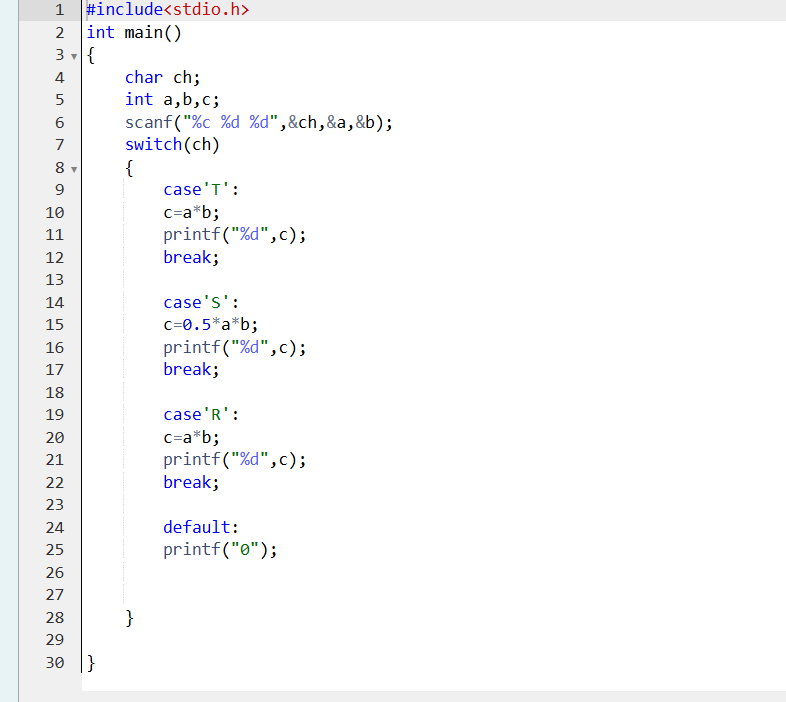 1 #include<stdio.h>
2 int main()
3 {
4 char ch;
5 int a,b,c;
6 scanf("%c %d %d",&ch,&a,&b);
7 switch(ch)
8 {
9 case'T':
10 c=a*b;
11 printf("%d",c);
12 break;
13
14 case'S':
15 c=0.5*a*b;
16 printf("%d",c);
17 break;
18
19 case'R':
20 c=a*b;
21 printf("%d",c);
22 break;
23
24 default:
25 printf("0");
26
27
28 }
29
30 }